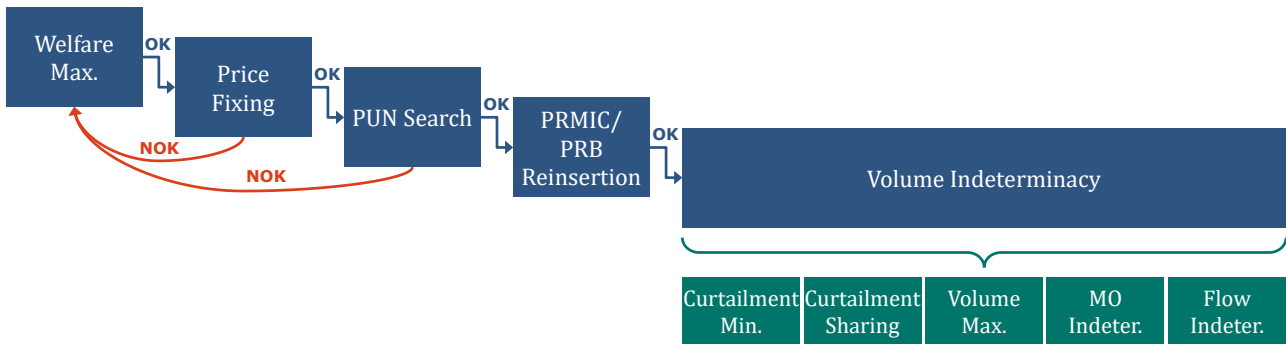 Welfare
Max.
OK
Price
Fixing
OK
PUN Search
OK
PRMIC/
PRB
Reinsertion
OK
Volume Indeterminacy
NOK
NOK
Curtailment
Min.
Curtailment
Sharing
Volume
Max.
MO
Indeter.
Flow
Indeter.